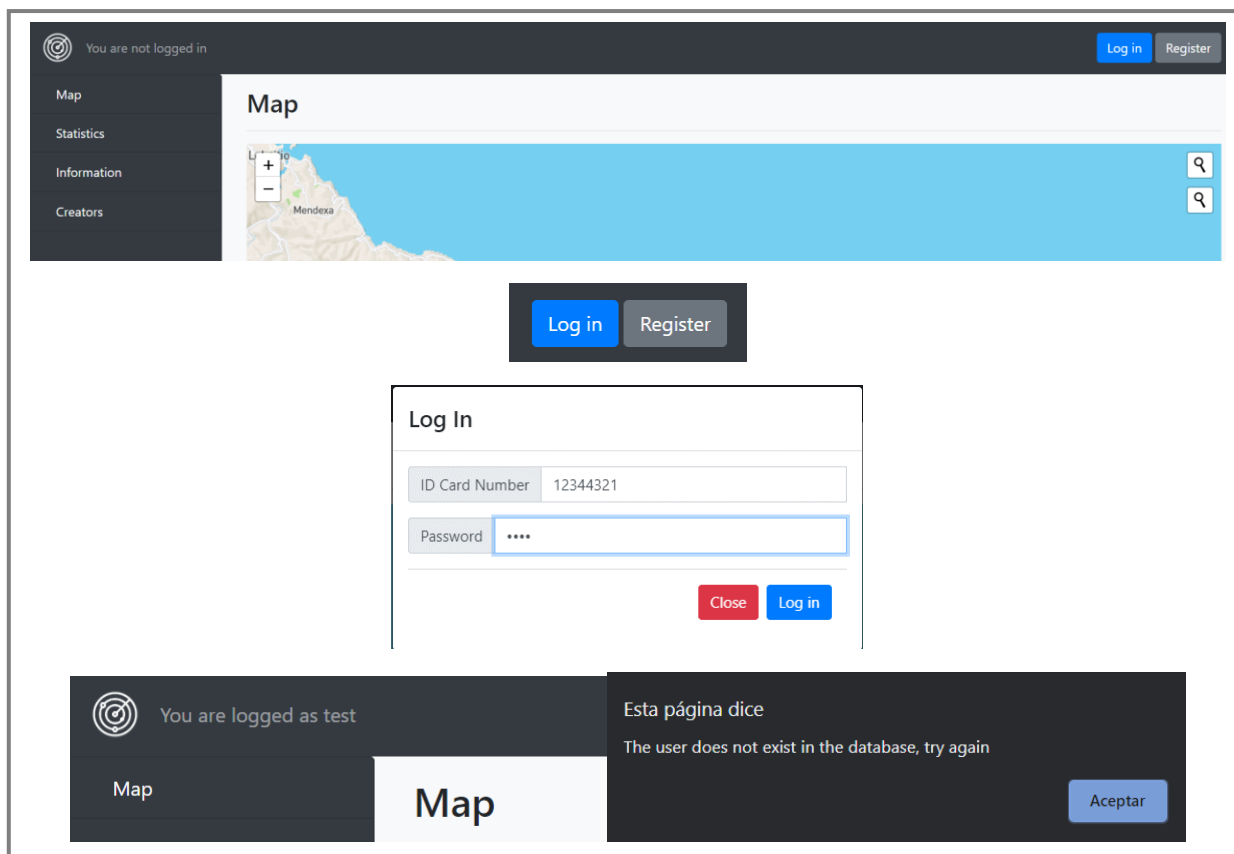 You are not logged in
Log in Register
Map
Statistics
Information
Creators
Map
+
−
Mendexa
Log in Register
Log In
ID Card Number 12344321
Password ••••
Close Log in
You are logged as test
Map
Map
Esta página dice
The user does not exist in the database, try again
Aceptar